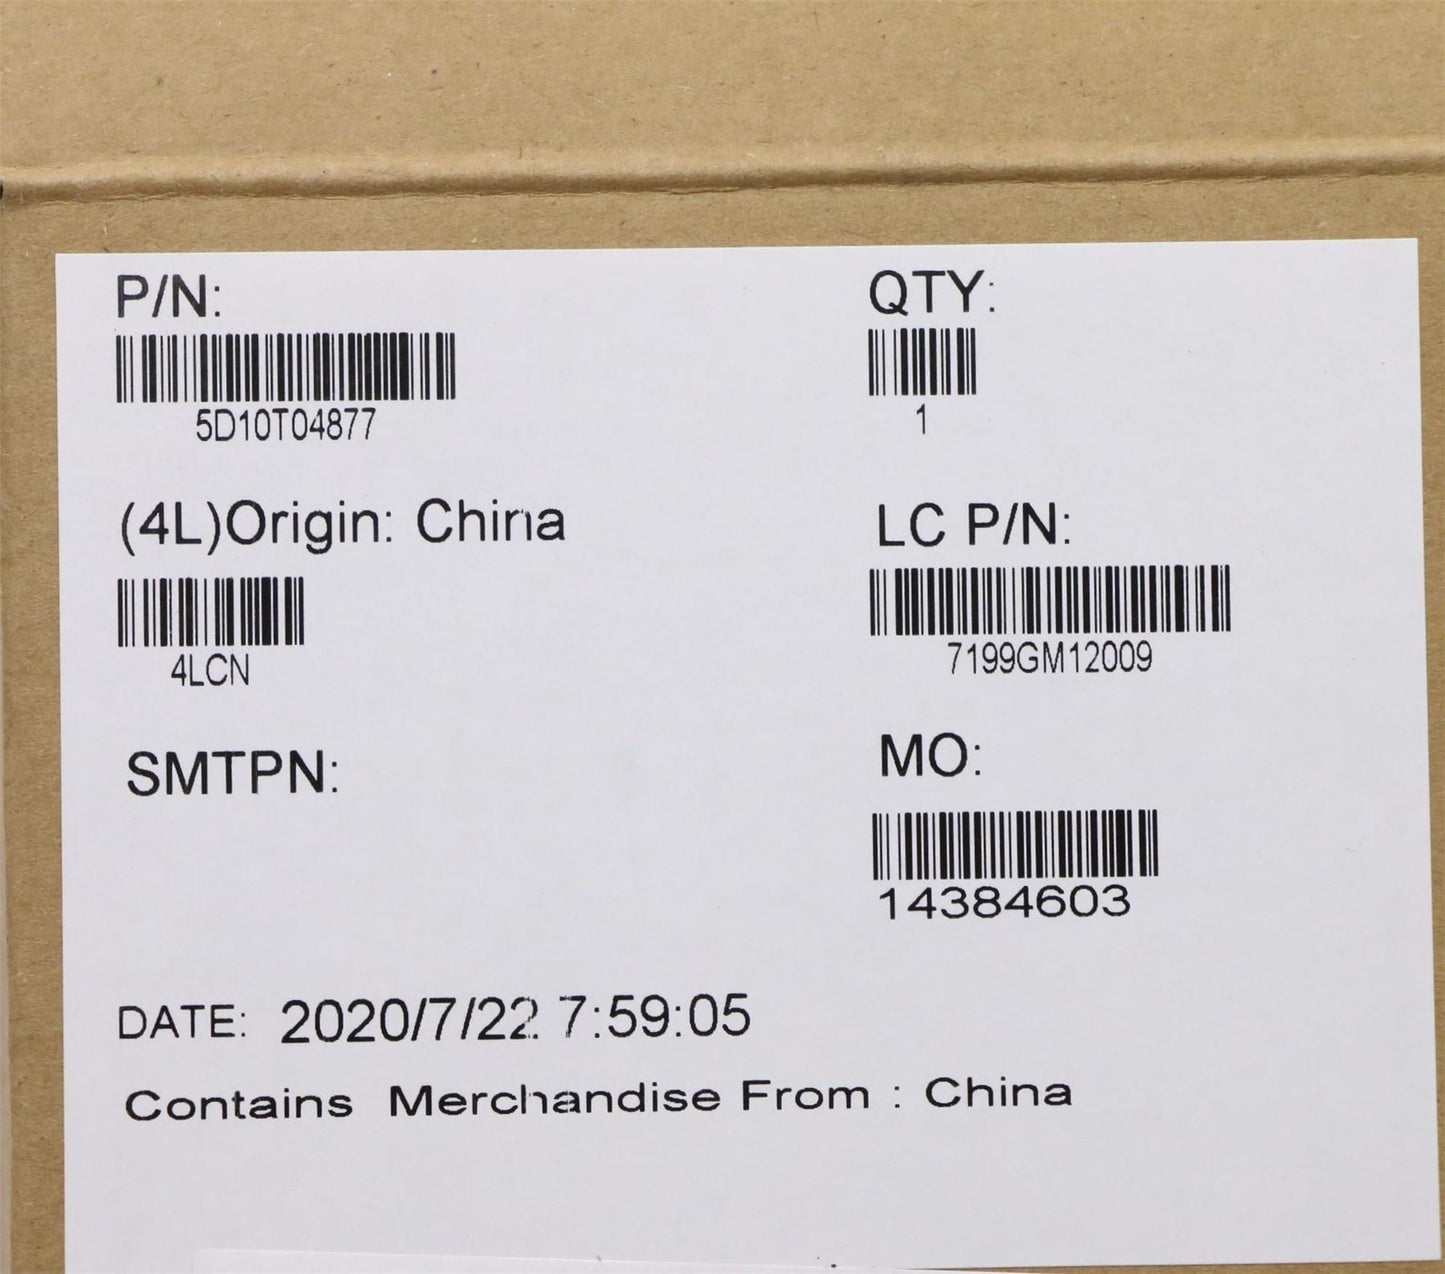 P/N:
5D10T04877
QTY:
1
(4L)Origin: China
4LCN
LC P/N:
7199GM12009
SMTPN:
MO:
14384603
DATE: 2020/7/22 7:59:05
Contains Merchandise From : China